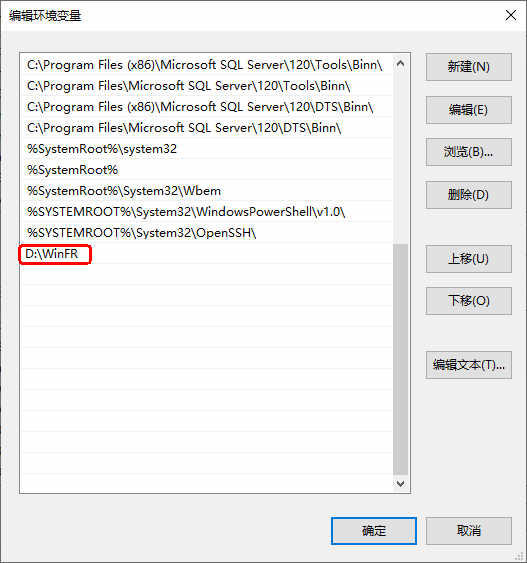 编辑环境变量
C:\Program Files (x86)\Microsoft SQL Server\120\Tools\Binn\
C:\Program Files\Microsoft SQL Server\120\Tools\Binn\
C:\Program Files (x86)\Microsoft SQL Server\120\DTS\Binn\
C:\Program Files\Microsoft SQL Server\120\DTS\Binn\
%SystemRoot%\system32
%SystemRoot%
%SystemRoot%\System32\Wbem
%SYSTEMROOT%\System32\WindowsPowerShell\v1.0\
%SYSTEMROOT%\System32\OpenSSH\
D:\WinFR
新建(N)
编辑(E)
浏览(B)...
删除(D)
上移(U)
下移(O)
编辑文本(T)...
确定
取消